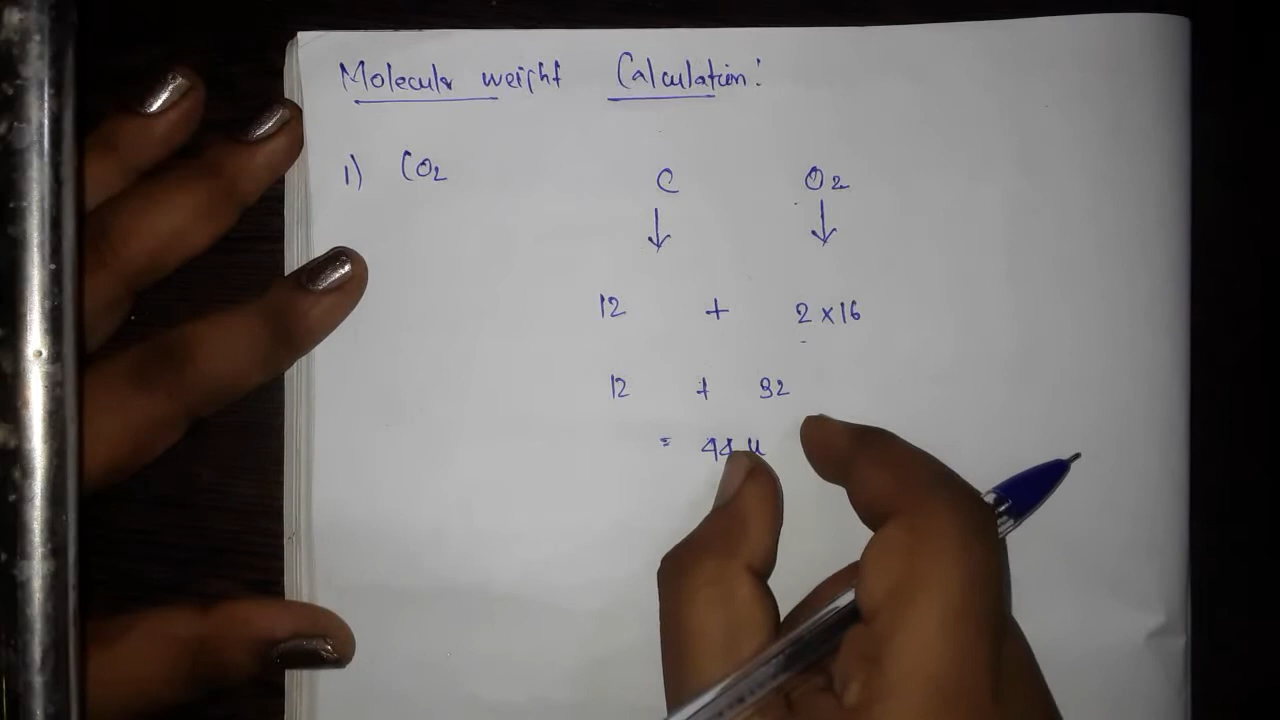 Molecular weight Calculation:
1) CO2 C O2
↓ ↓
12 + 2 x 16
12 + 32
= 44 u